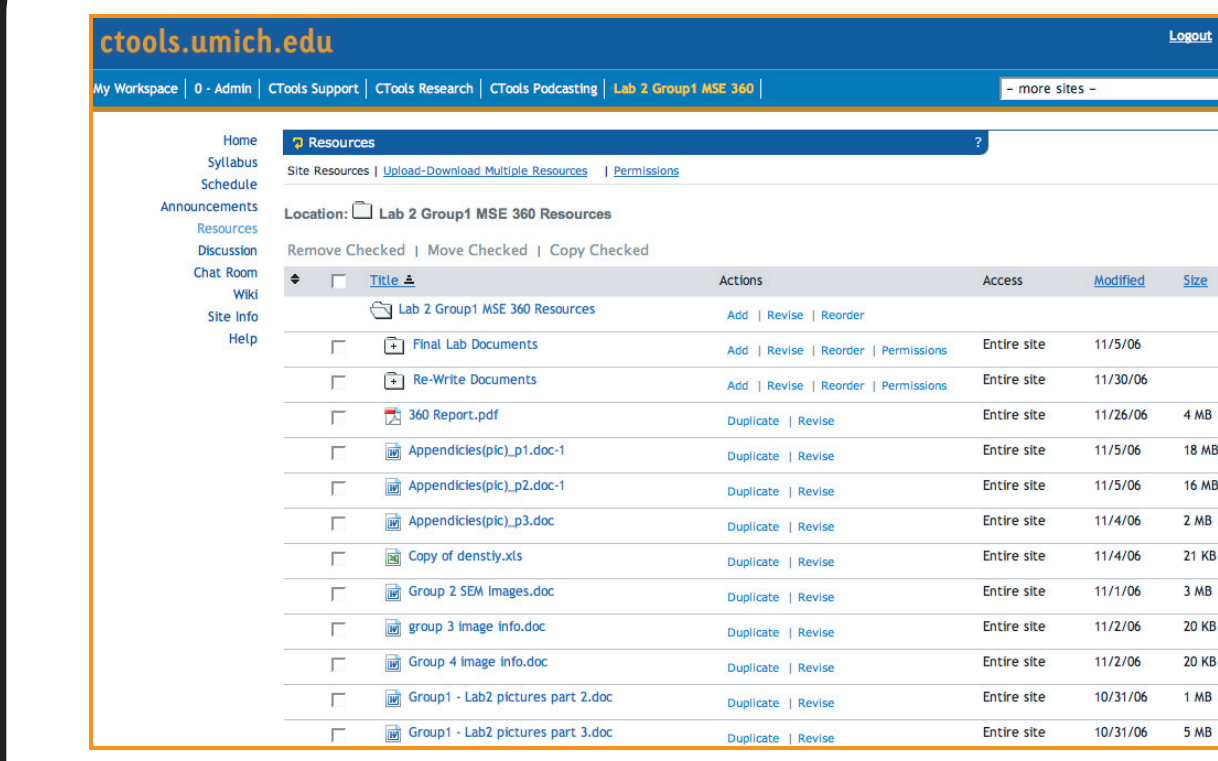 ctools.umich.edu
Logout
My Workspace | 0 - Admin | CTools Support | CTools Research | CTools Podcasting | Lab 2 Group1 MSE 360 |
- more sites -
Home
Syllabus
Schedule
Announcements
Resources
Discussion
Chat Room
Wiki
Site Info
Help
Resources ?
Site Resources | Upload-Download Multiple Resources | Permissions
Location: Lab 2 Group1 MSE 360 Resources
Remove Checked | Move Checked | Copy Checked
Title Actions Access Modified Size
Lab 2 Group1 MSE 360 Resources Add | Revise | Reorder
Final Lab Documents Add | Revise | Reorder | Permissions Entire site 11/5/06
Re-Write Documents Add | Revise | Reorder | Permissions Entire site 11/30/06
360 Report.pdf Duplicate | Revise Entire site 11/26/06 4 MB
Appendicies(pic)_p1.doc-1 Duplicate | Revise Entire site 11/5/06 18 MB
Appendicies(pic)_p2.doc-1 Duplicate | Revise Entire site 11/5/06 16 MB
Appendicies(pic)_p3.doc Duplicate | Revise Entire site 11/4/06 2 MB
Copy of denstiy.xls Duplicate | Revise Entire site 11/4/06 21 KB
Group 2 SEM Images.doc Duplicate | Revise Entire site 11/1/06 3 MB
group 3 image info.doc Duplicate | Revise Entire site 11/2/06 20 KB
Group 4 image info.doc Duplicate | Revise Entire site 11/2/06 20 KB
Group1 - Lab2 pictures part 2.doc Duplicate | Revise Entire site 10/31/06 1 MB
Group1 - Lab2 pictures part 3.doc Duplicate | Revise Entire site 10/31/06 5 MB